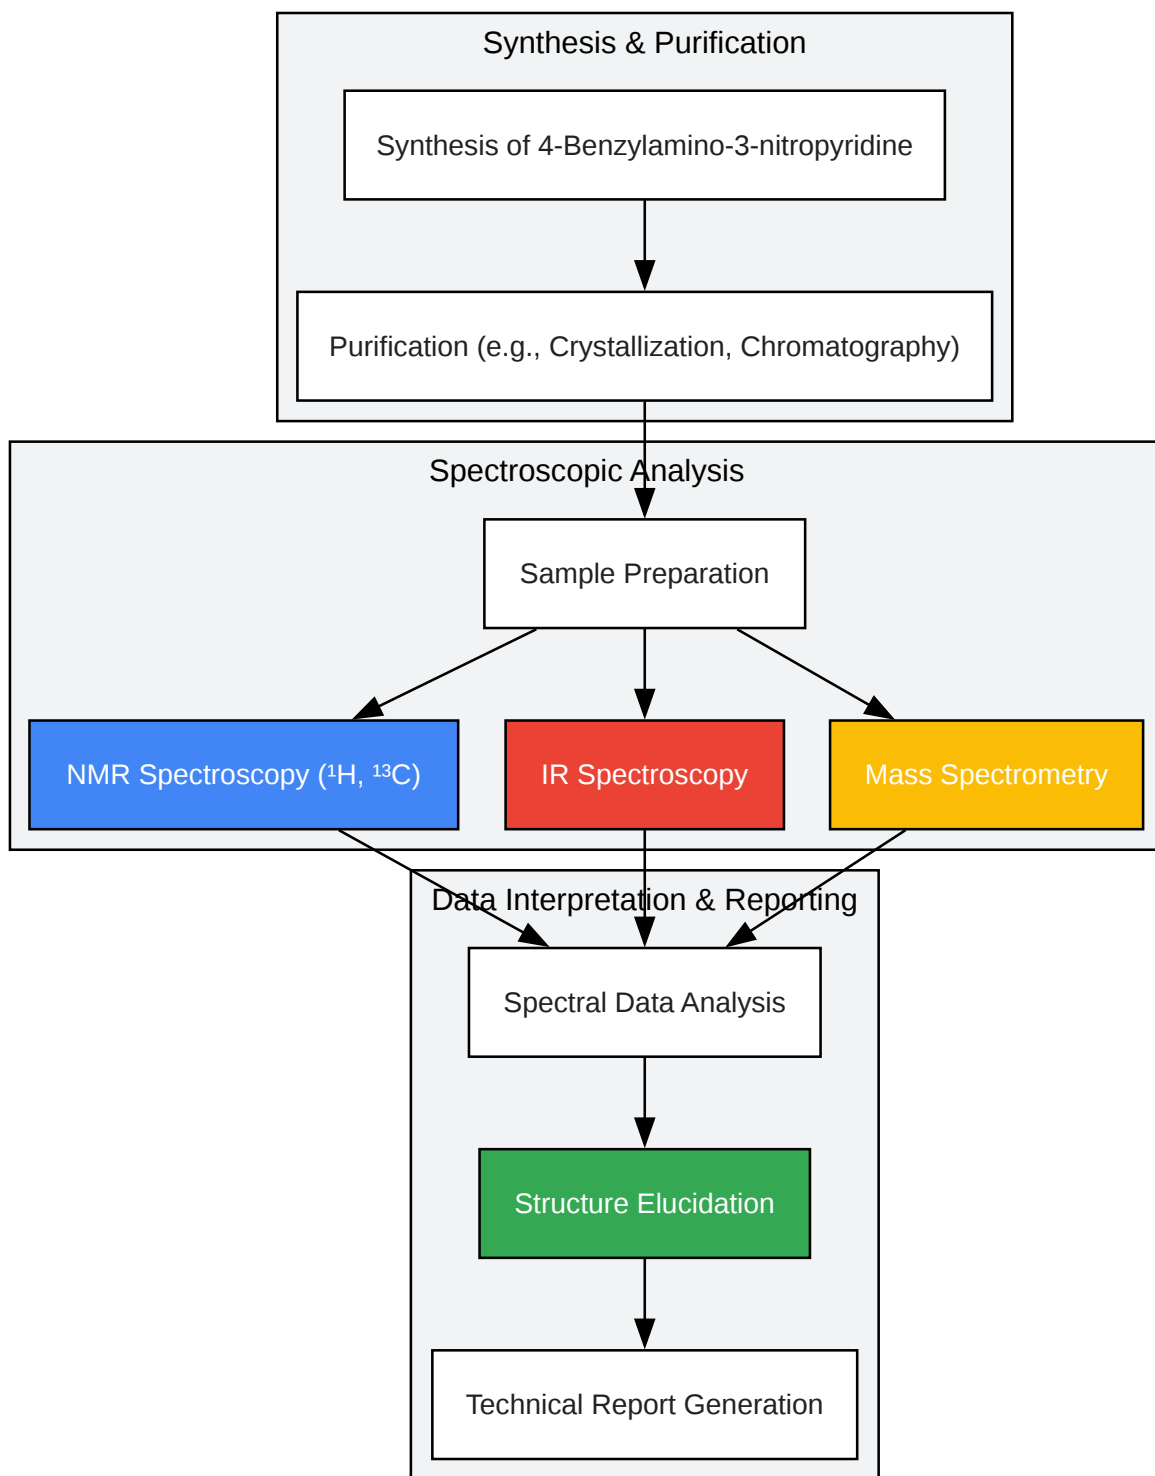 Synthesis & Purification
Synthesis of 4-Benzylamino-3-nitropyridine
Purification (e.g., Crystallization, Chromatography)
Spectroscopic Analysis
Sample Preparation
NMR Spectroscopy (¹H, ¹³C)
IR Spectroscopy
Mass Spectrometry
Data Interpretation & Reporting
Spectral Data Analysis
Structure Elucidation
Technical Report Generation